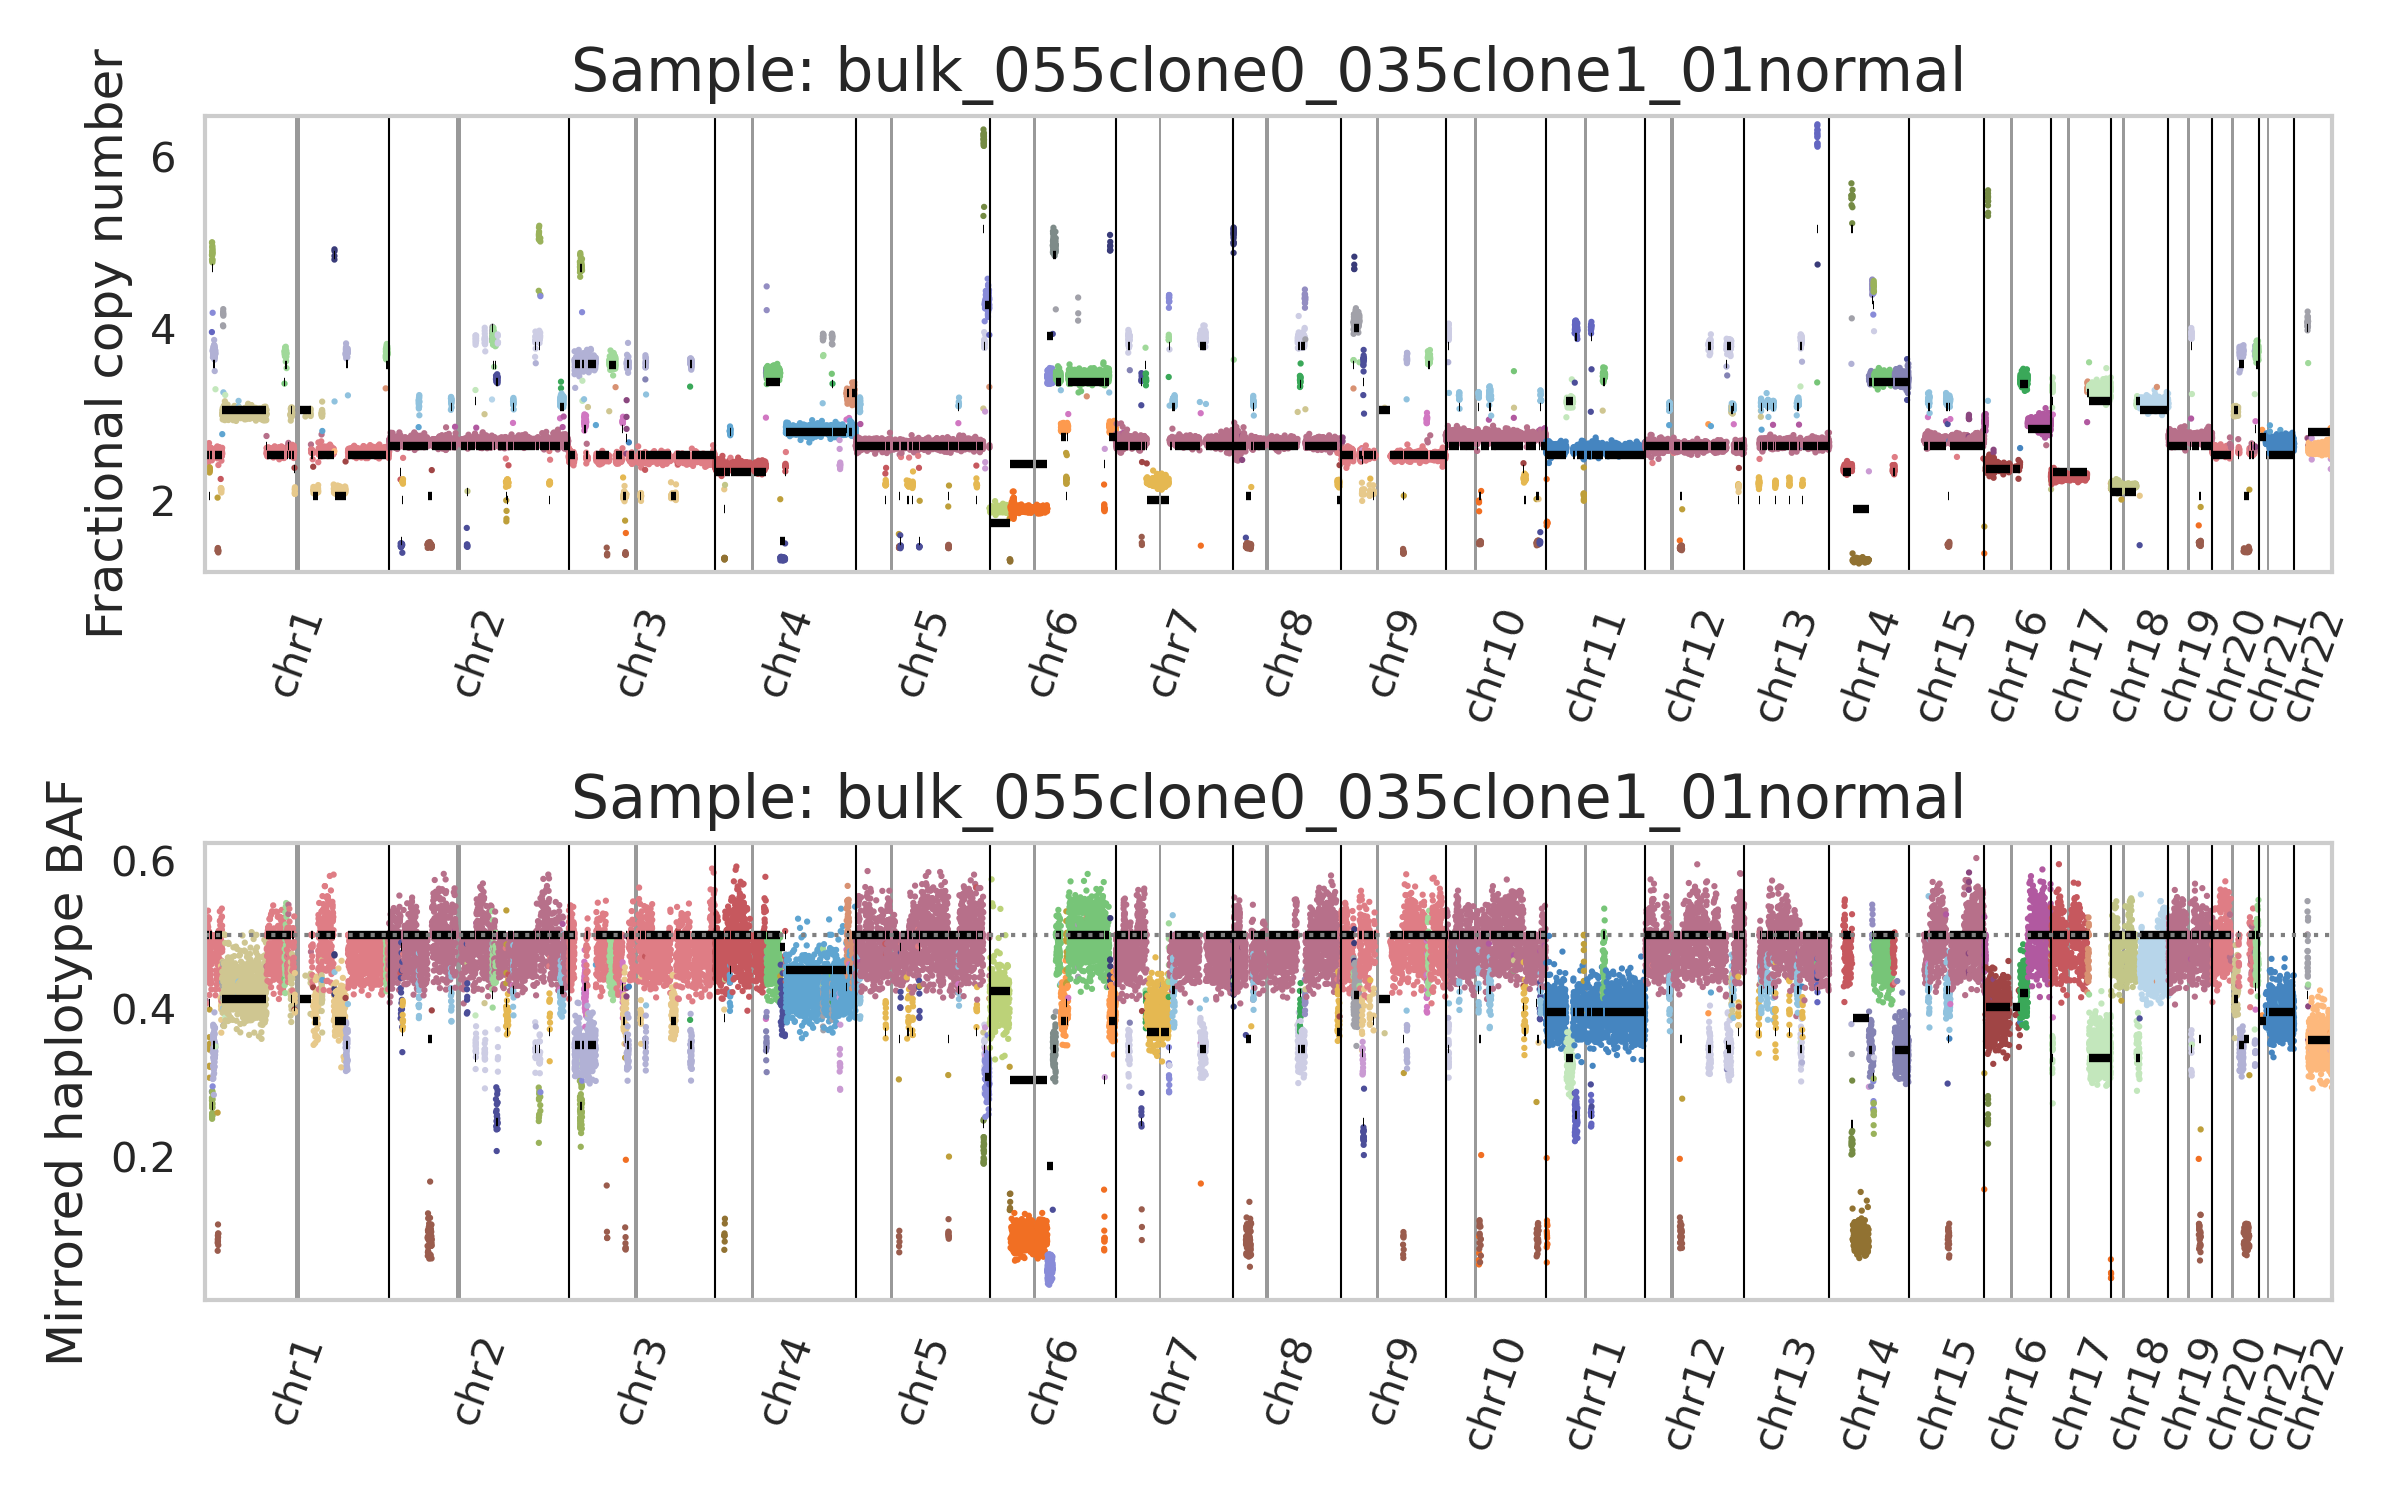 Sample: bulk_055clone0_035clone1_01normal
Fractional copy number
6
4
2
chr1 chr2 chr3 chr4 chr5 chr6 chr7 chr8 chr9 chr10 chr11 chr12 chr13 chr14 chr15 chr16 chr17 chr18 chr19 chr20 chr21 chr22
Sample: bulk_055clone0_035clone1_01normal
Mirrored haplotype BAF
0.6
0.4
0.2
chr1 chr2 chr3 chr4 chr5 chr6 chr7 chr8 chr9 chr10 chr11 chr12 chr13 chr14 chr15 chr16 chr17 chr18 chr19 chr20 chr21 chr22